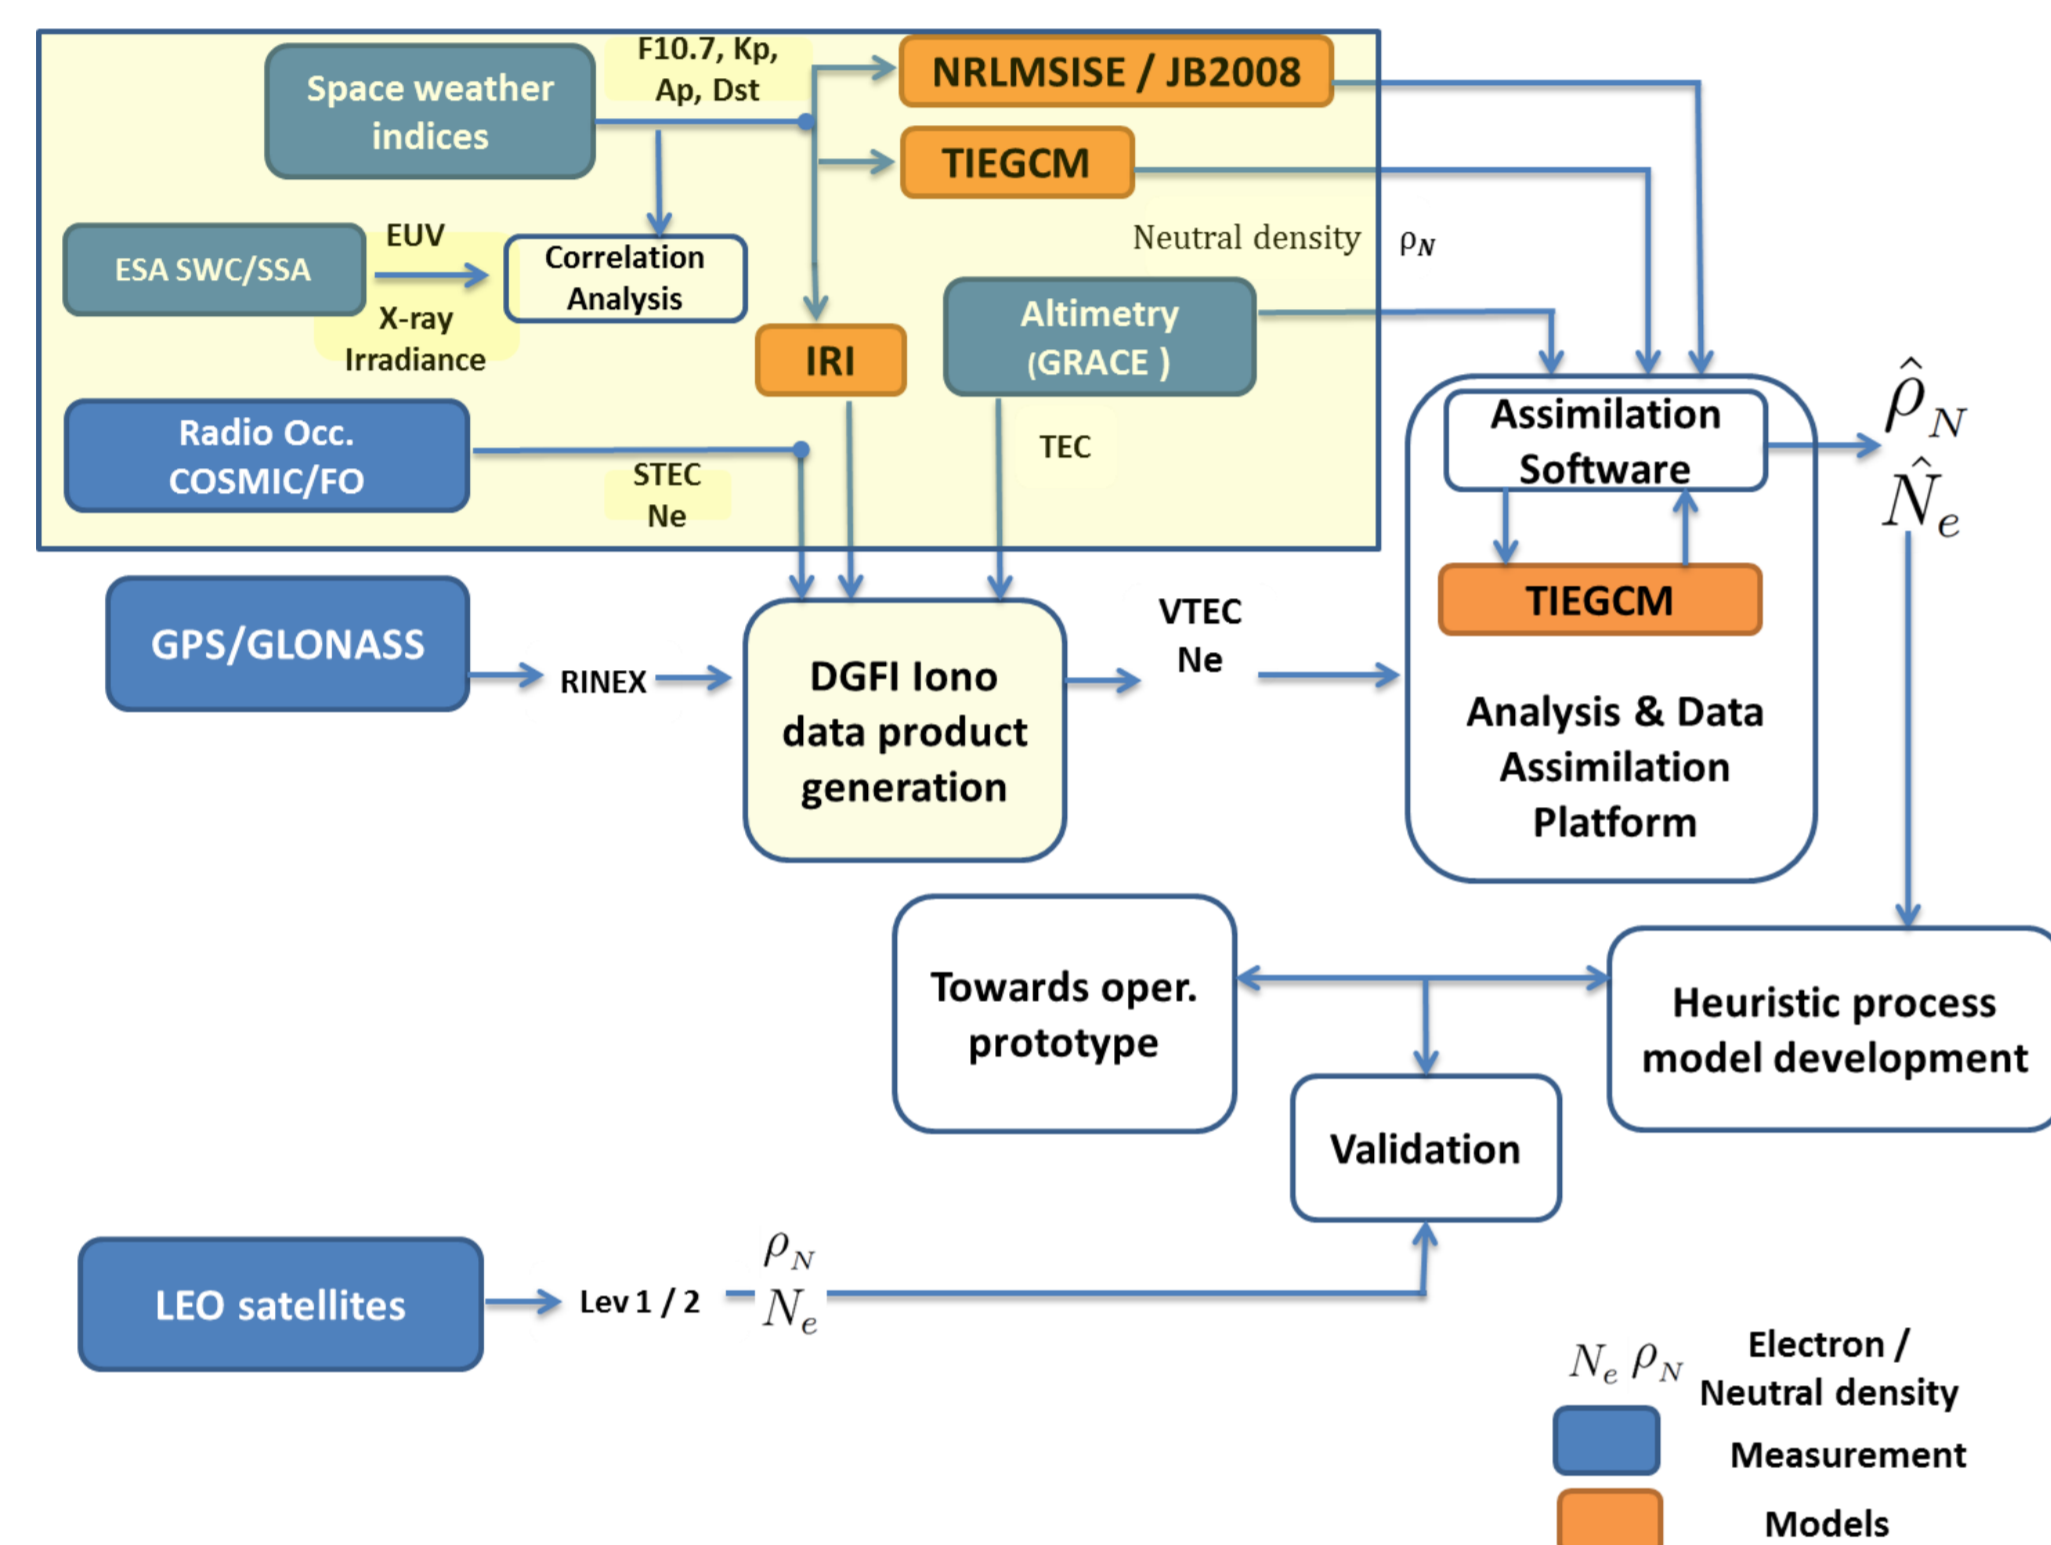 Space weather
indices
F10.7, Kp,
Ap, Dst
NRLMSISE / JB2008
TIEGCM
ESA SWC/SSA
EUV
X-ray
Irradiance
Correlation
Analysis
Neutral density
ρN
IRI
Altimetry
(GRACE )
Radio Occ.
COSMIC/FO
STEC
Ne
TEC
Assimilation
Software
TIEGCM
Analysis & Data
Assimilation
Platform
ρ̂N
N̂e
GPS/GLONASS
RINEX
DGFI Iono
data product
generation
VTEC
Ne
Towards oper.
prototype
Heuristic process
model development
Validation
LEO satellites
Lev 1 / 2
ρN
Ne
Ne ρN
Electron /
Neutral density
Measurement
Models